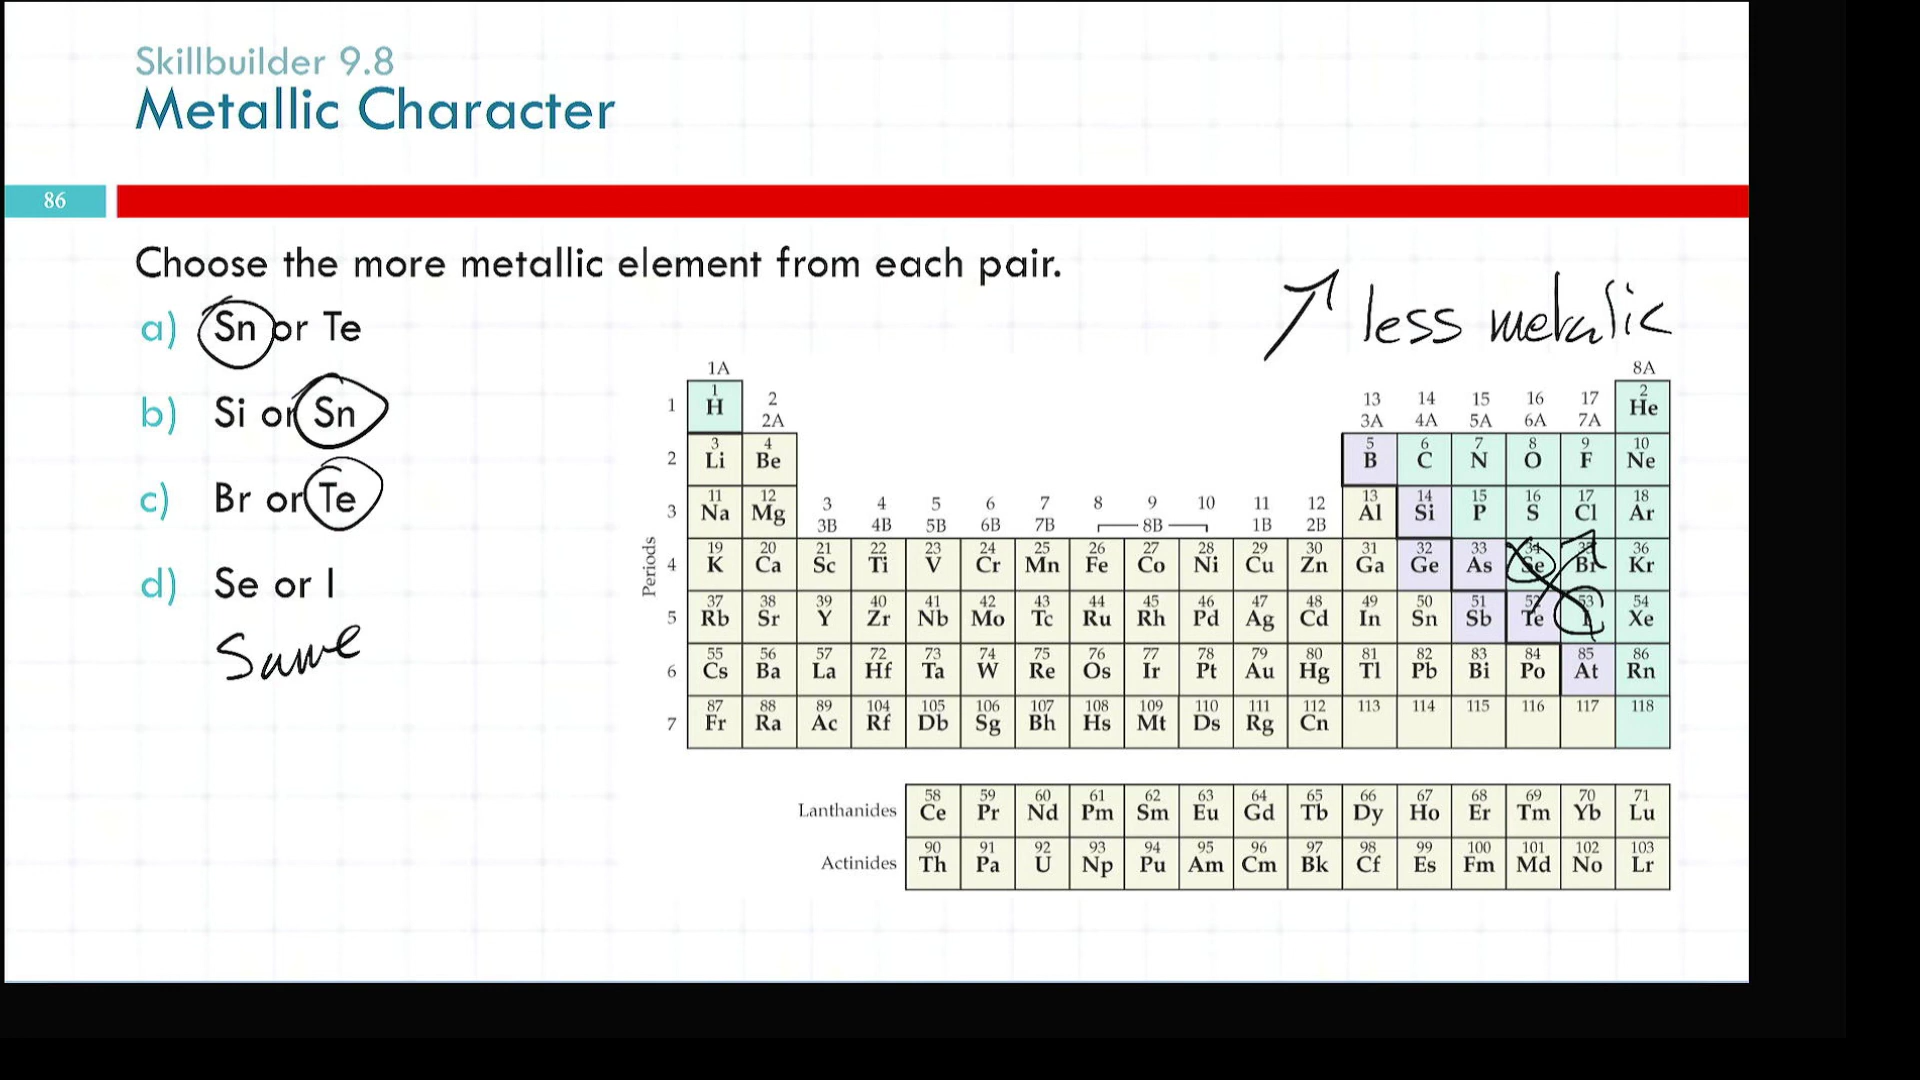 Skillbuilder 9.8
Metallic Character
86
Choose the more metallic element from each pair.
a) Sn or Te
b) Si or Sn
c) Br or Te
d) Se or I
Same
less metalic
1A 8A
1 1 2 13 14 15 16 17 2
H 2A 3A 4A 5A 6A 7A He
2 3 4 5 6 7 8 9 10
Li Be B C N O F Ne
3 11 12 3 4 5 6 7 8 9 10 11 12 13 14 15 16 17 18
Na Mg 3B 4B 5B 6B 7B 8B 1B 2B Al Si P S Cl Ar
Periods
4 19 20 21 22 23 24 25 26 27 28 29 30 31 32 33 34 35 36
K Ca Sc Ti V Cr Mn Fe Co Ni Cu Zn Ga Ge As Se Br Kr
5 37 38 39 40 41 42 43 44 45 46 47 48 49 50 51 52 53 54
Rb Sr Y Zr Nb Mo Tc Ru Rh Pd Ag Cd In Sn Sb Te I Xe
6 55 56 57 72 73 74 75 76 77 78 79 80 81 82 83 84 85 86
Cs Ba La Hf Ta W Re Os Ir Pt Au Hg Tl Pb Bi Po At Rn
7 87 88 89 104 105 106 107 108 109 110 111 112 113 114 115 116 117 118
Fr Ra Ac Rf Db Sg Bh Hs Mt Ds Rg Cn
Lanthanides 58 59 60 61 62 63 64 65 66 67 68 69 70 71
Ce Pr Nd Pm Sm Eu Gd Tb Dy Ho Er Tm Yb Lu
Actinides 90 91 92 93 94 95 96 97 98 99 100 101 102 103
Th Pa U Np Pu Am Cm Bk Cf Es Fm Md No Lr